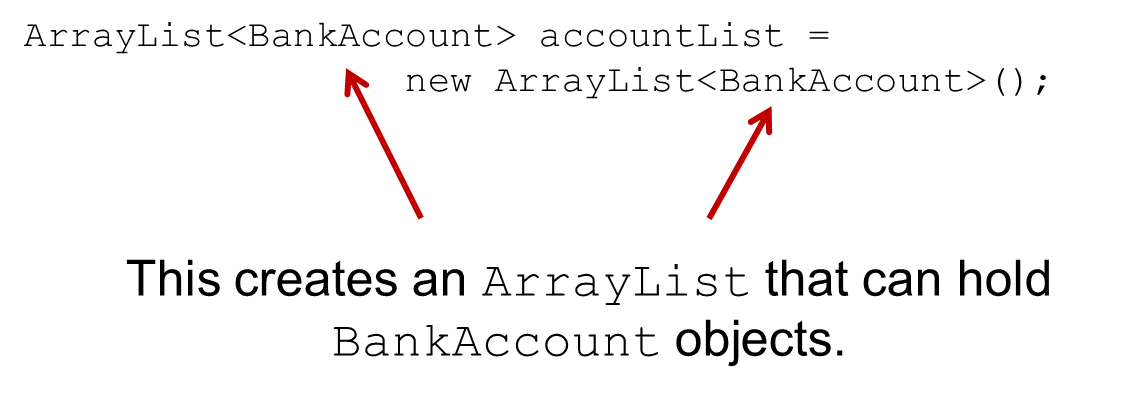 ArrayList<BankAccount> accountList =
new ArrayList<BankAccount>();
This creates an ArrayList that can hold
BankAccount objects.